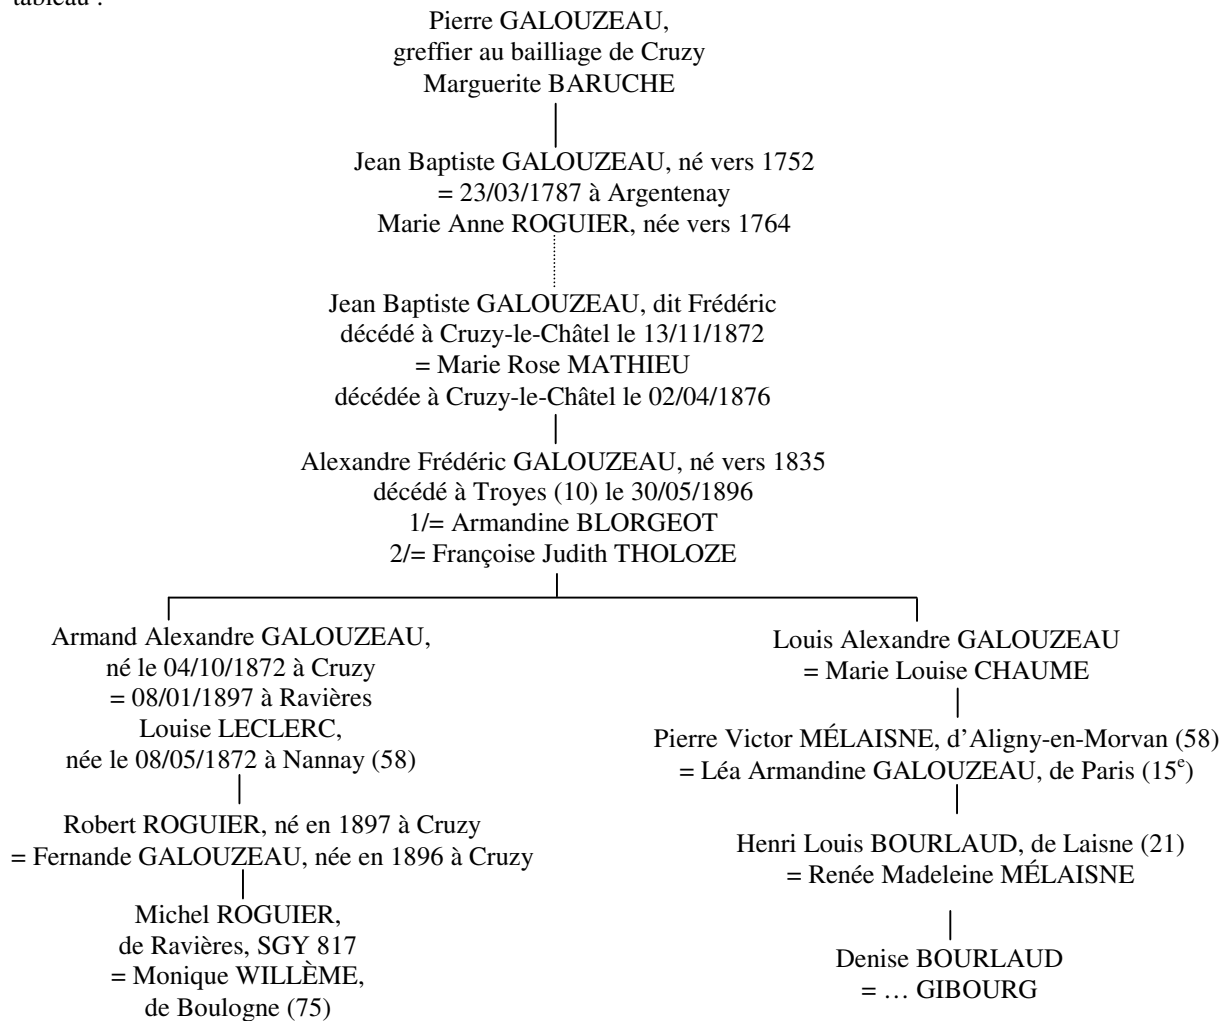 tableau :
Pierre GALOUZEAU,
greffier au bailliage de Cruzy
Marguerite BARUCHE
Jean Baptiste GALOUZEAU, né vers 1752
= 23/03/1787 à Argentenay
Marie Anne ROGUIER, née vers 1764
Jean Baptiste GALOUZEAU, dit Frédéric
décédé à Cruzy-le-Châtel le 13/11/1872
= Marie Rose MATHIEU
décédée à Cruzy-le-Châtel le 02/04/1876
Alexandre Frédéric GALOUZEAU, né vers 1835
décédé à Troyes (10) le 30/05/1896
1/= Armandine BLORGEOT
2/= Françoise Judith THOLOZE
Armand Alexandre GALOUZEAU,
né le 04/10/1872 à Cruzy
= 08/01/1897 à Ravières
Louise LECLERC,
née le 08/05/1872 à Nannay (58)
Robert ROGUIER, né en 1897 à Cruzy
= Fernande GALOUZEAU, née en 1896 à Cruzy
Michel ROGUIER,
de Ravières, SGY 817
= Monique WILLÈME,
de Boulogne (75)
Louis Alexandre GALOUZEAU
= Marie Louise CHAUME
Pierre Victor MÉLAISNE, d'Aligny-en-Morvan (58)
= Léa Armandine GALOUZEAU, de Paris (15e)
Henri Louis BOURLAUD, de Laisne (21)
= Renée Madeleine MÉLAISNE
Denise BOURLAUD
= … GIBOURG